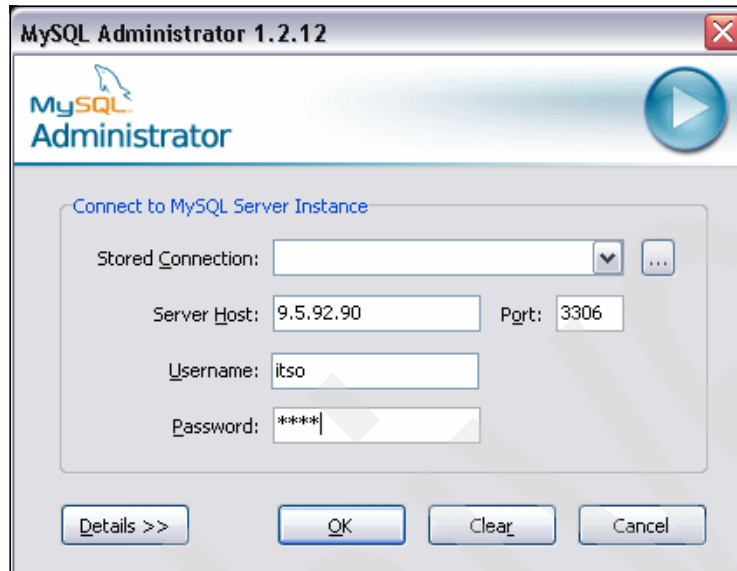 MySQL Administrator 1.2.12
MySQL
Administrator
Connect to MySQL Server Instance
Stored Connection:
...
Server Host: 9.5.92.90 Port: 3306
Username: itso
Password: ****
Details >> OK Clear Cancel